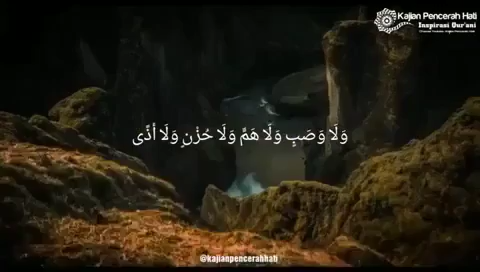 Kajian Pencerah Hati
Inspirasi Qur'ani
وَلَا وَصَبٍ وَلَا هَمٍّ وَلَا حُزْنٍ وَلَا أَذًى
@kajianpencerahhati